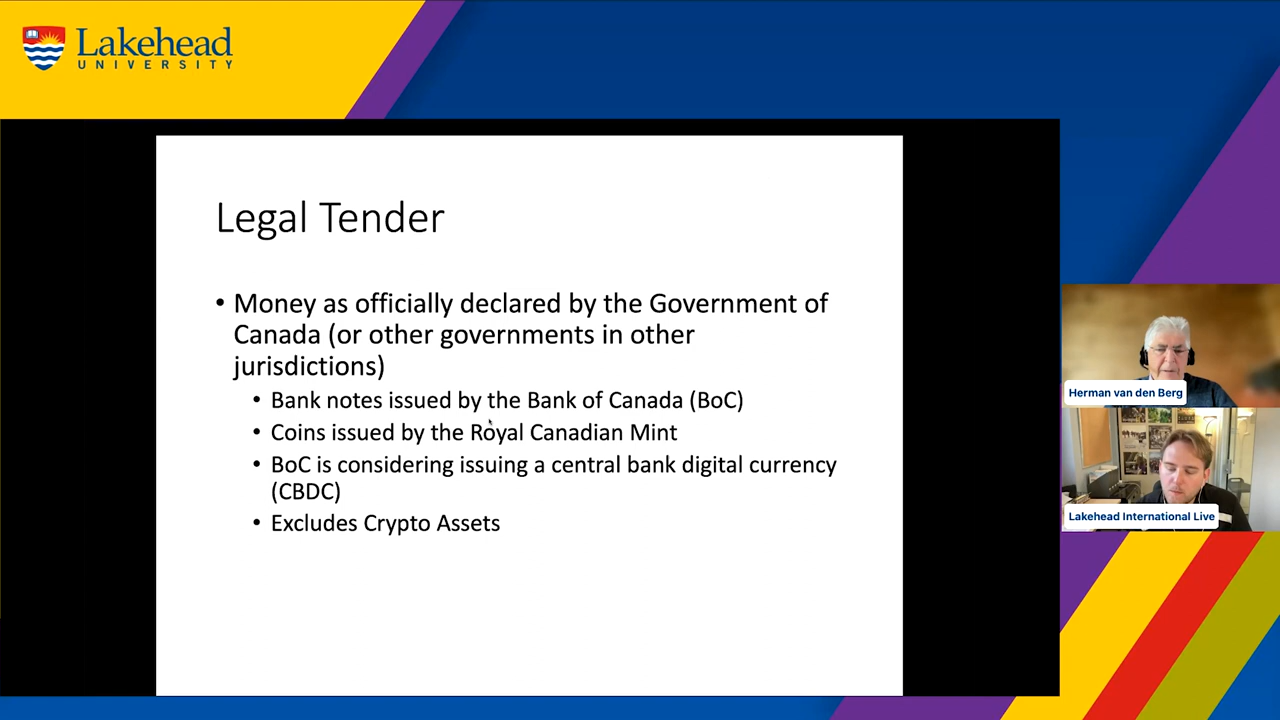 Lakehead
UNIVERSITY
Legal Tender
• Money as officially declared by the Government of
Canada (or other governments in other
jurisdictions)
• Bank notes issued by the Bank of Canada (BoC)
• Coins issued by the Royal Canadian Mint
• BoC is considering issuing a central bank digital currency
(CBDC)
• Excludes Crypto Assets
Herman van den Berg
Lakehead International Live